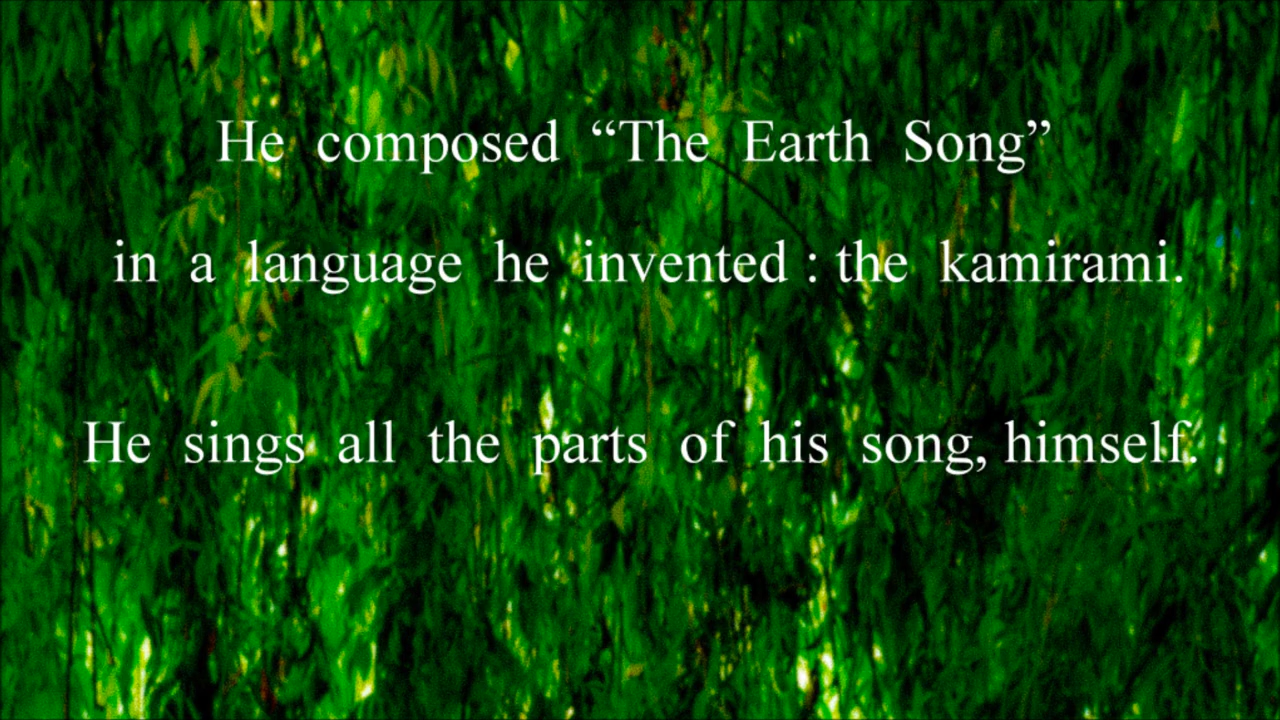 He composed “The Earth Song”
in a language he invented : the kamirami.
He sings all the parts of his song, himself.